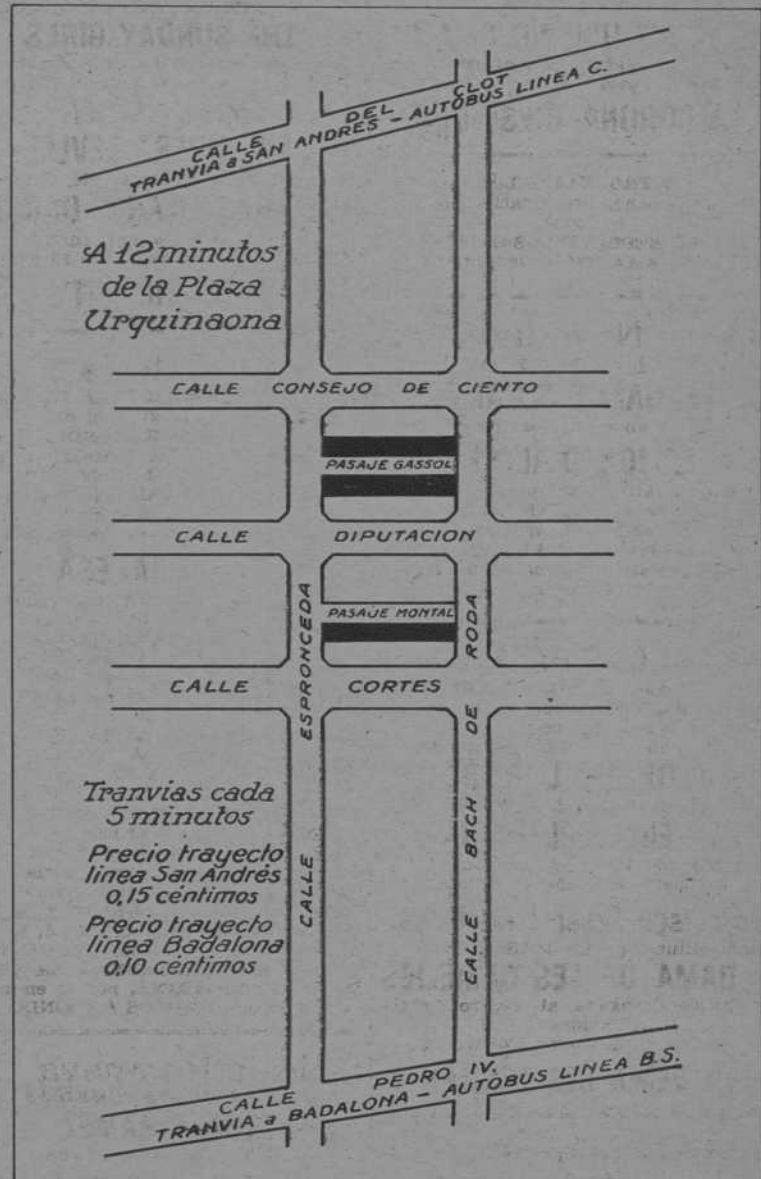 CALLE DEL CLOT
TRANVIA a SAN ANDRES - AUTOBUS LINEA C.
A 12 minutos
de la Plaza
Urquinaona
CALLE CONSEJO DE CIENTO
PASAJE GASSOL
CALLE DIPUTACION
PASAJE MONTAL
CALLE CORTES
CALLE ESPRONCEDA
CALLE BACH DE RODA
Tranvias cada
5 minutos
Precio trayecto
linea San Andrés
0,15 céntimos
Precio trayecto
linea Badalona
0,10 céntimos
CALLE PEDRO IV.
TRANVIA a BADALONA - AUTOBUS LINEA B.S.